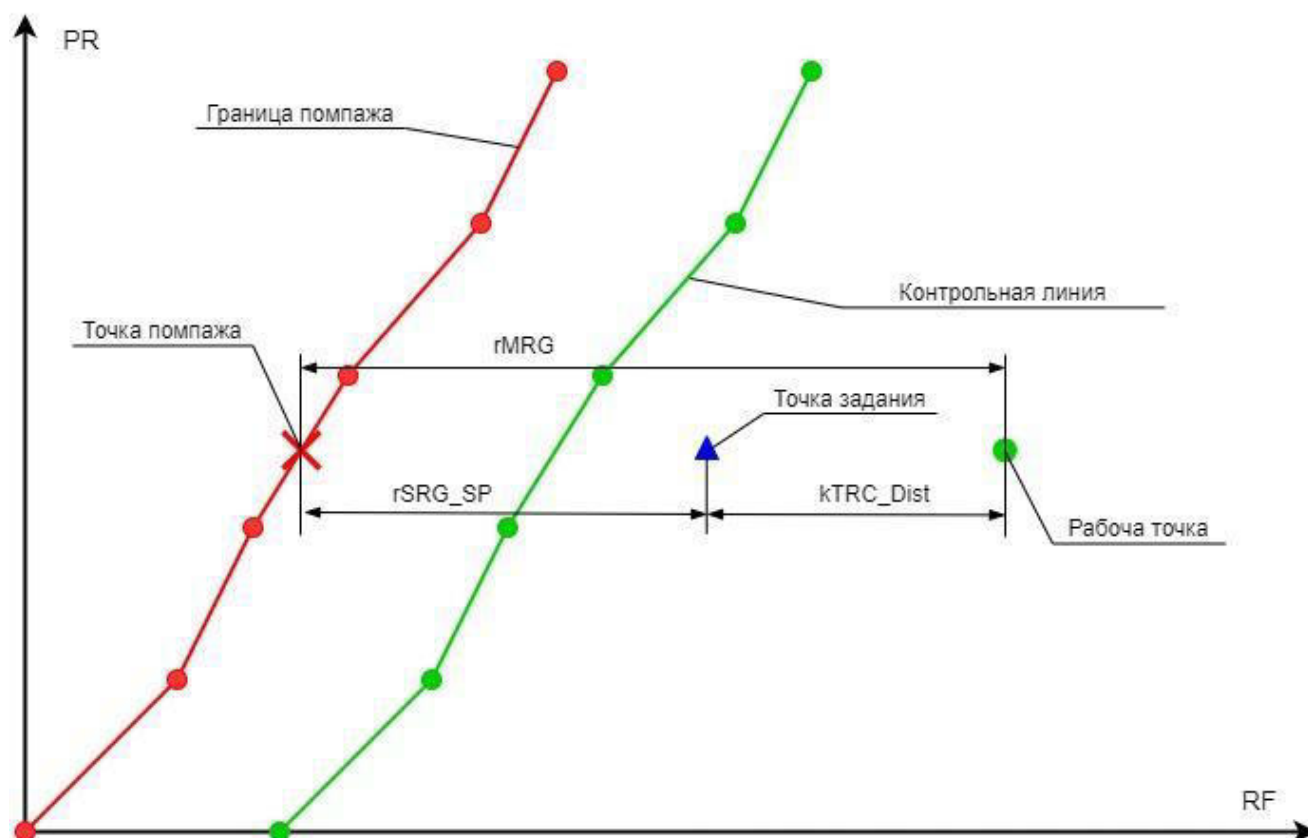 PR
Граница помпажа
Контрольная линия
Точка помпажа
rMRG
Точка задания
rSRG_SP
kTRC_Dist
Рабоча точка
RF